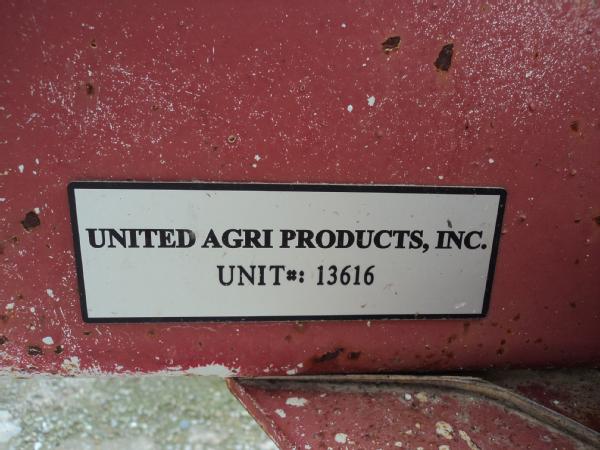 UNITED AGRI PRODUCTS, INC.
UNIT#: 13616